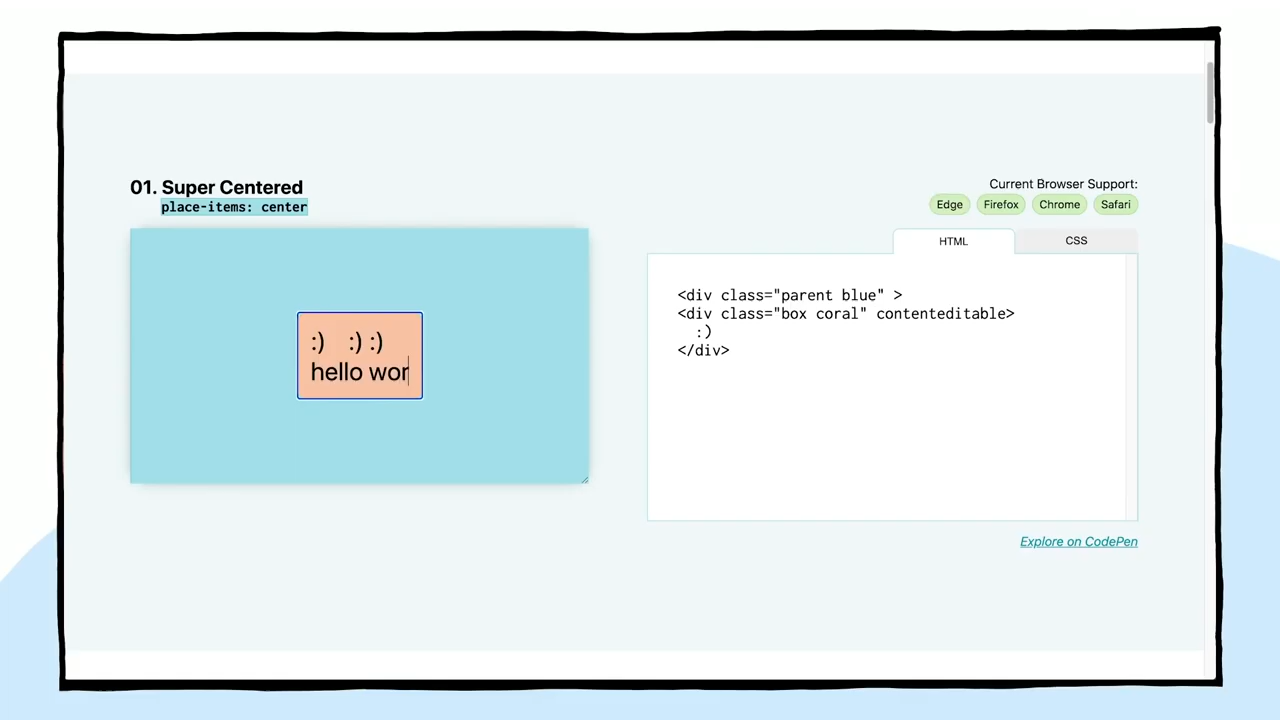 01. Super Centered
place-items: center
:) :) :)
hello wor
Current Browser Support:
Edge Firefox Chrome Safari
HTML CSS
<div class="parent blue" >
<div class="box coral" contenteditable>
:)
</div>
Explore on CodePen